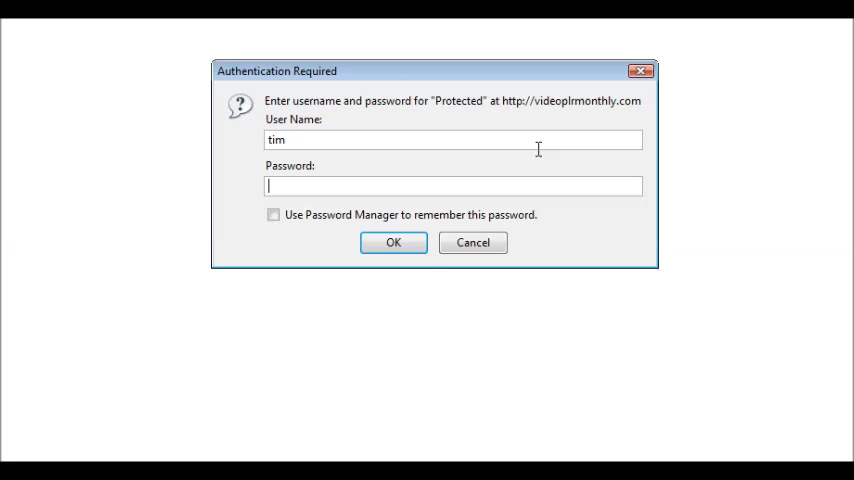 Authentication Required
Enter username and password for "Protected" at http://videoplrmonthly.com
User Name:
tim
Password:
Use Password Manager to remember this password.
OK Cancel